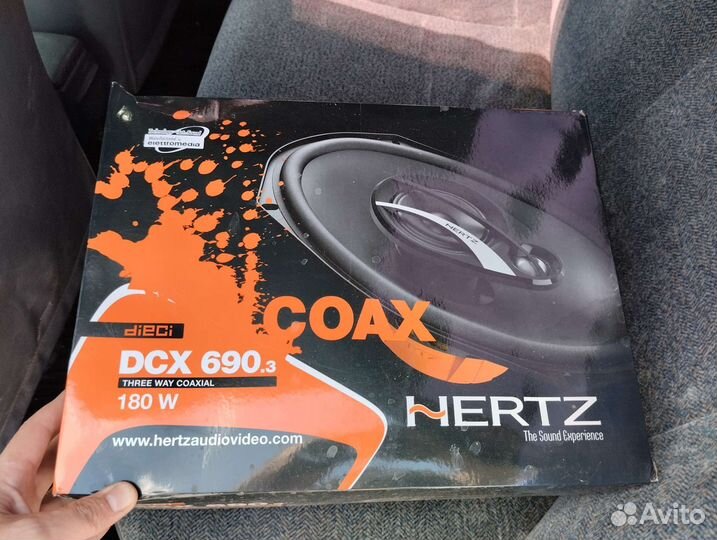 elettromedia
HERTZ
COAX
dieci
DCX 690.3
THREE WAY COAXIAL
180 W
HERTZ
The Sound Experience
www.hertzaudiovideo.com
Avito